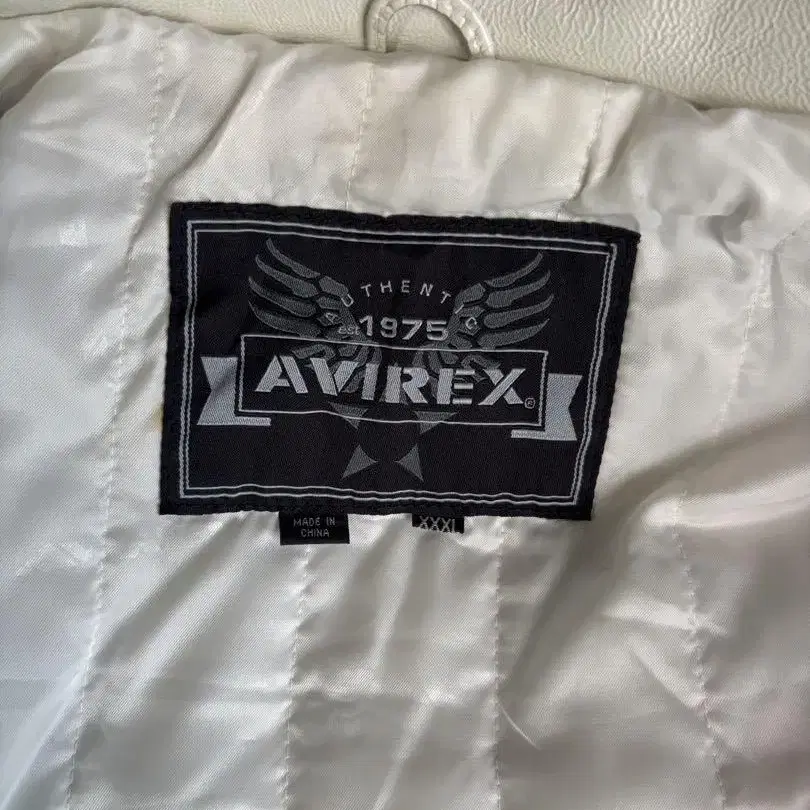 AUTHENTIC
est 1975
AVIREX®
MADE IN
CHINA
XXXL